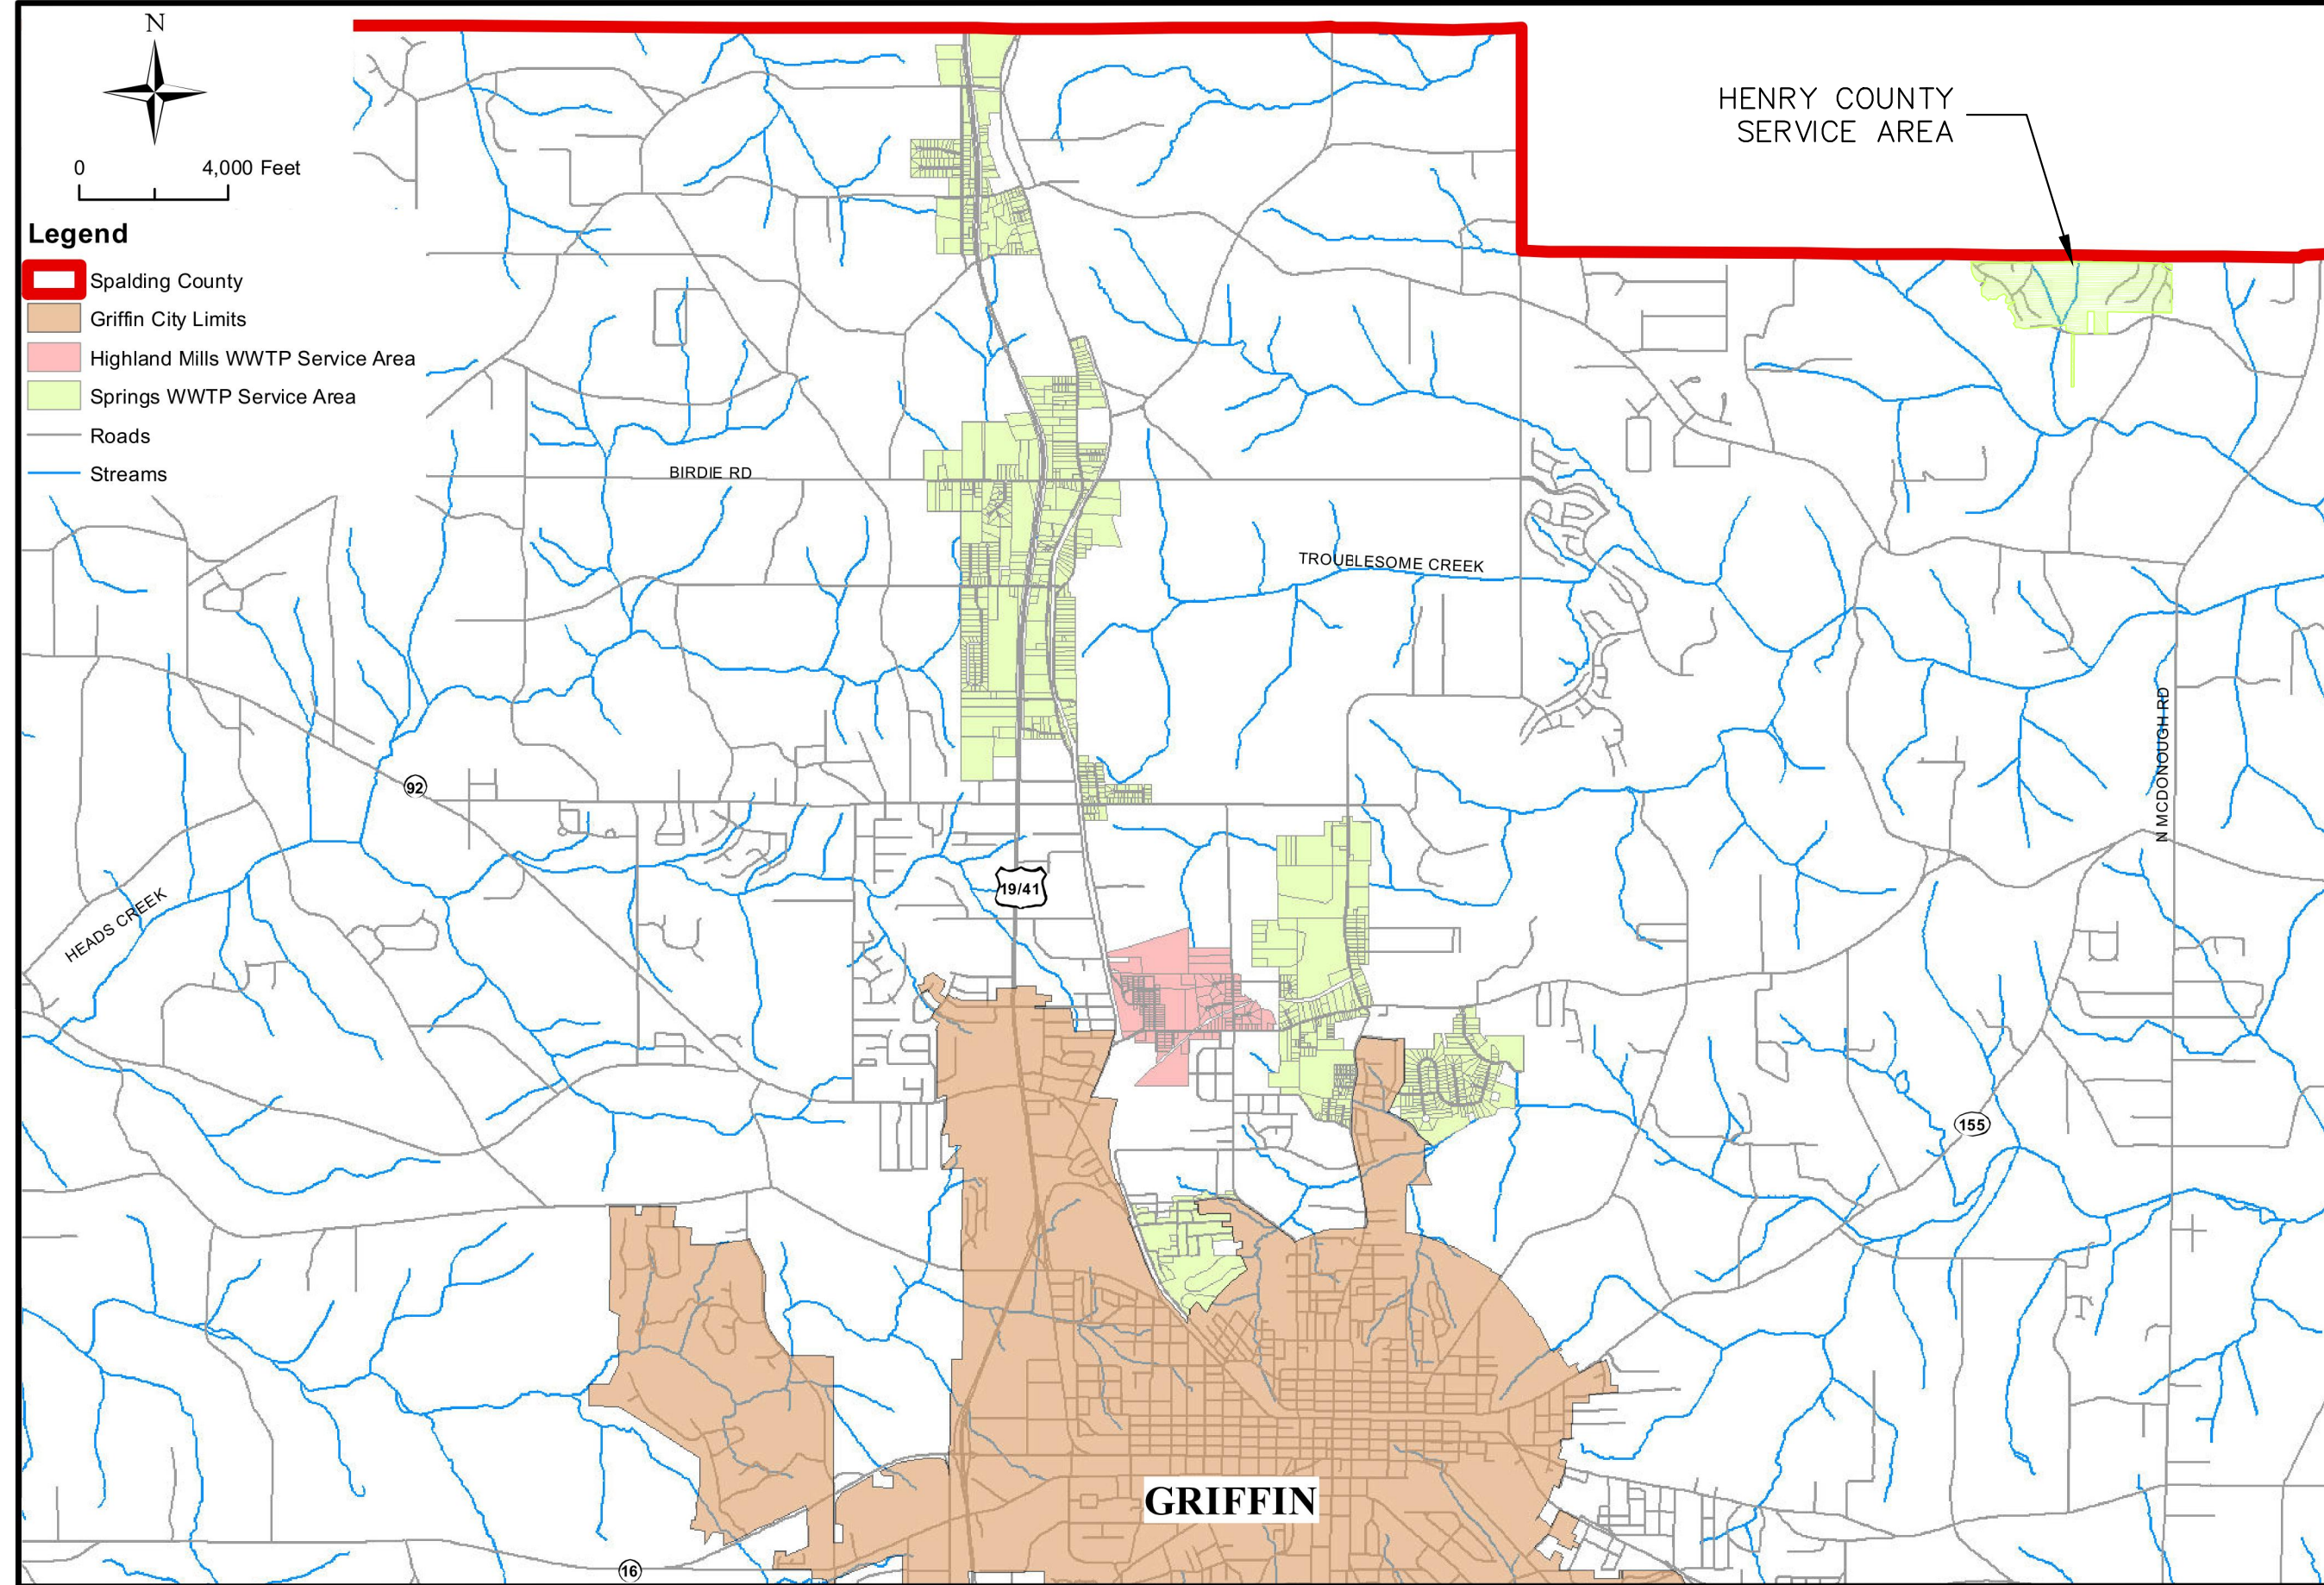 N
0 4,000 Feet
Legend
Spalding County
Griffin City Limits
Highland Mills WWTP Service Area
Springs WWTP Service Area
Roads
Streams
HENRY COUNTY
SERVICE AREA
BIRDIE RD
TROUBLESOME CREEK
N MCDONOUGH RD
92
19/41
HEADS CREEK
155
GRIFFIN
16